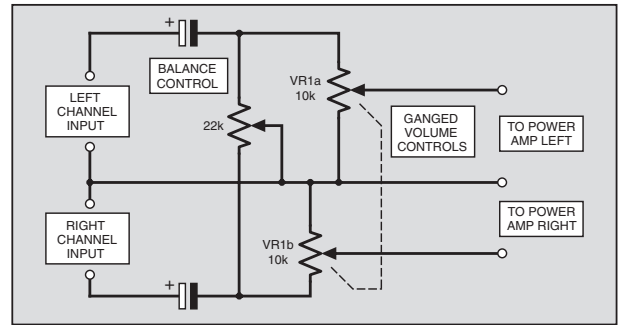 +
BALANCE
CONTROL
LEFT
CHANNEL
INPUT
VR1a
10k
22k
GANGED
VOLUME
CONTROLS
TO POWER
AMP LEFT
RIGHT
CHANNEL
INPUT
VR1b
10k
TO POWER
AMP RIGHT
+